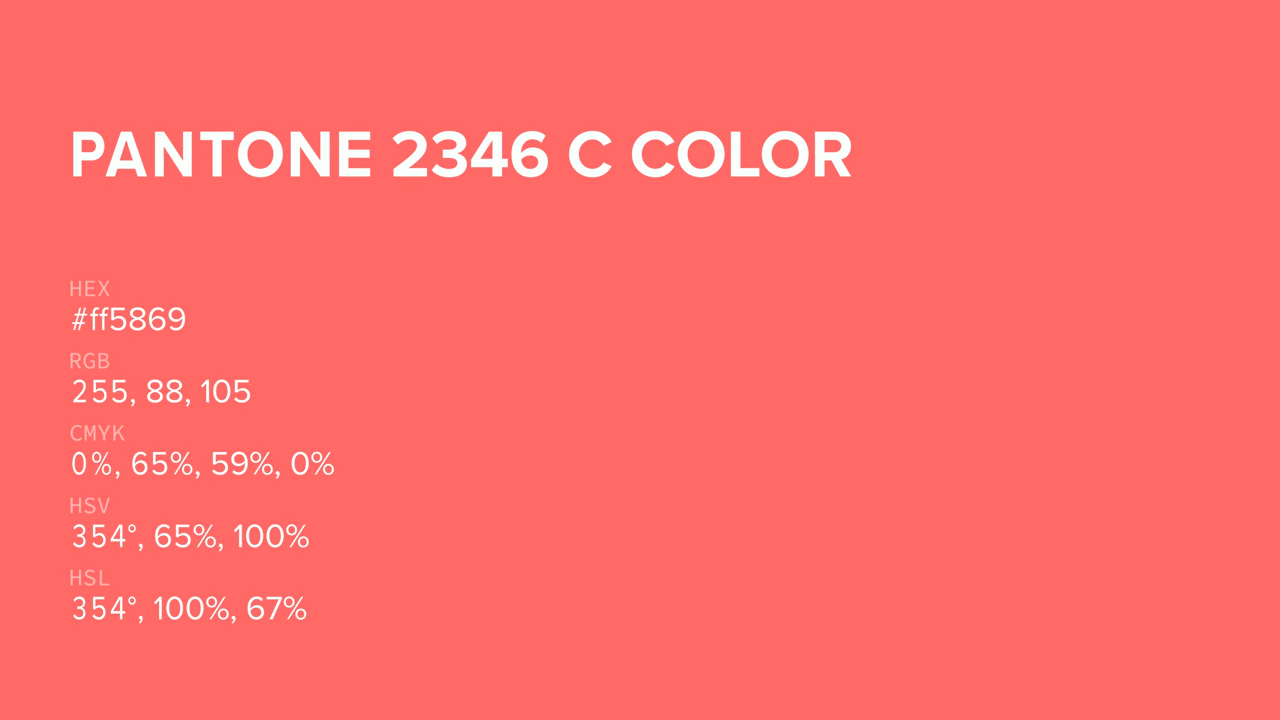 PANTONE 2346 C COLOR
HEX
#ff5869
RGB
255, 88, 105
CMYK
0%, 65%, 59%, 0%
HSV
354°, 65%, 100%
HSL
354°, 100%, 67%